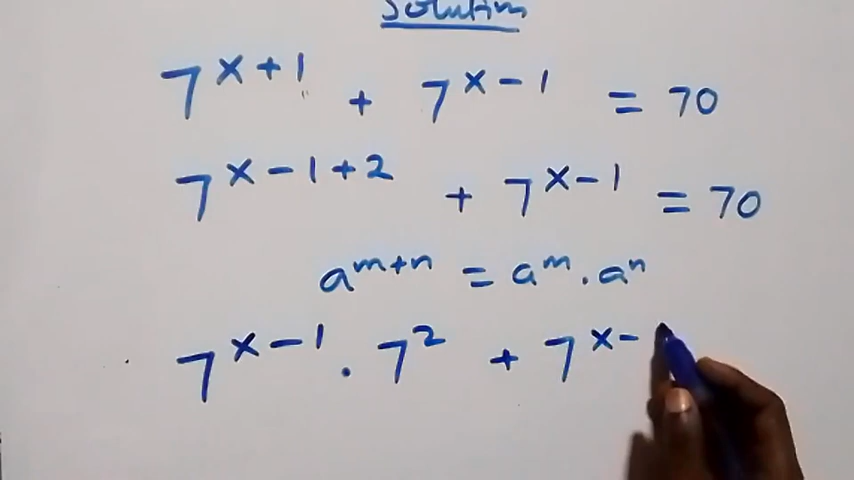 Solution
7^{x+1} + 7^{x-1} = 70
7^{x-1+2} + 7^{x-1} = 70
a^{m+n} = a^m . a^n
7^{x-1} . 7^2 + 7^{x-}